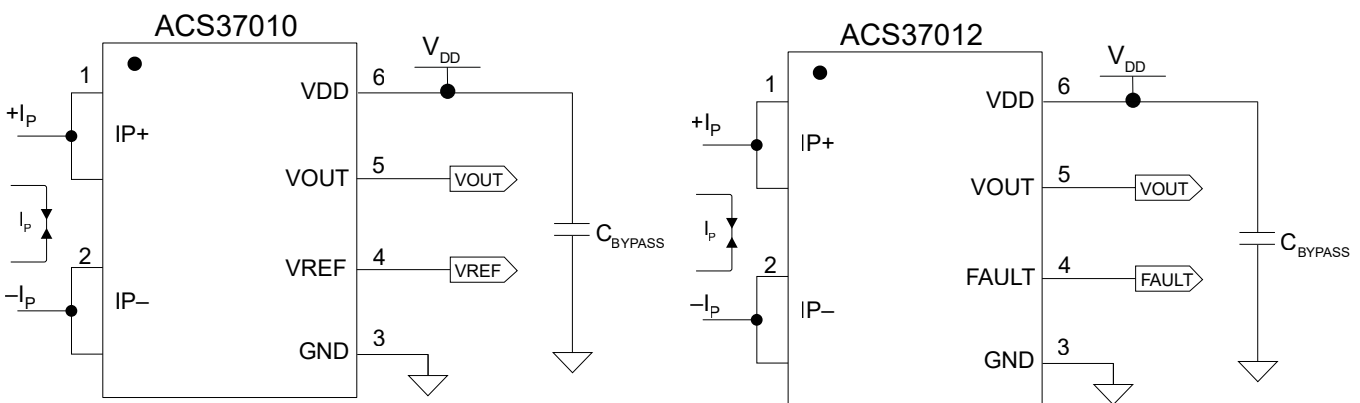 ACS37010
1
+IP
IP+
IP
2
-IP
IP–
VDD
6
VDD
VOUT
5
VOUT
VREF
4
VREF
GND
3
CBYPASS
ACS37012
1
+IP
IP+
IP
2
–IP
IP–
VDD
6
VDD
VOUT
5
VOUT
FAULT
4
FAULT
GND
3
CBYPASS